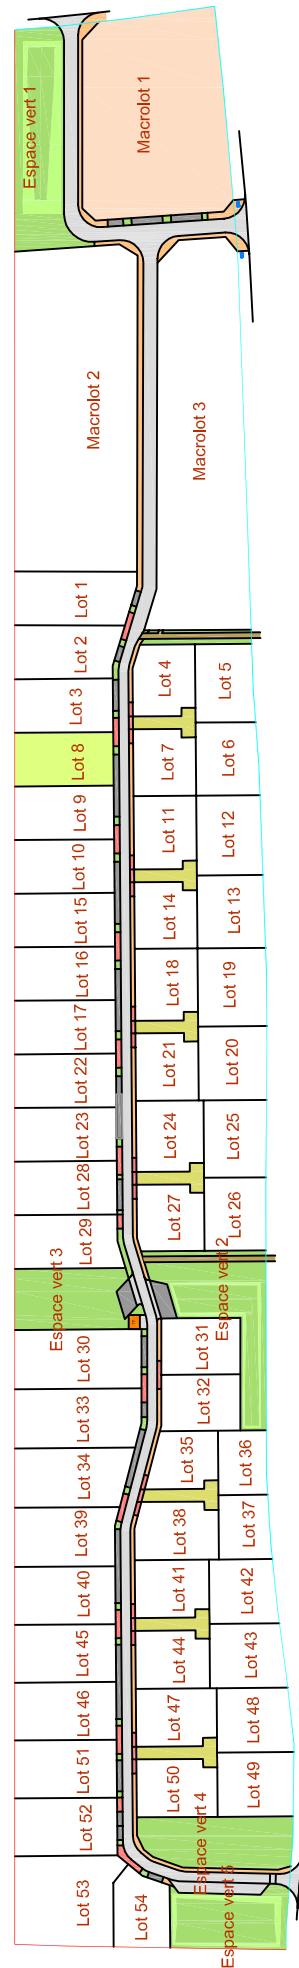 Espace vert 1
Macrolot 1
Macrolot 2
Macrolot 3
Lot 1
Lot 2
Lot 3
Lot 4
Lot 5
Lot 8
Lot 7
Lot 6
Lot 9
Lot 10
Lot 11
Lot 12
Lot 15
Lot 14
Lot 13
Lot 16
Lot 18
Lot 19
Lot 17
Lot 22
Lot 21
Lot 20
Lot 23
Lot 24
Lot 25
Lot 28
Lot 29
Lot 27
Lot 26
Espace vert 3
Espace vert 2
Lot 30
Lot 31
Lot 33
Lot 32
Lot 34
Lot 35
Lot 36
Lot 39
Lot 38
Lot 37
Lot 40
Lot 41
Lot 42
Lot 45
Lot 44
Lot 43
Lot 46
Lot 47
Lot 48
Lot 51
Lot 50
Lot 49
Lot 52
Espace vert 4
Lot 53
Lot 54
Espace vert 5